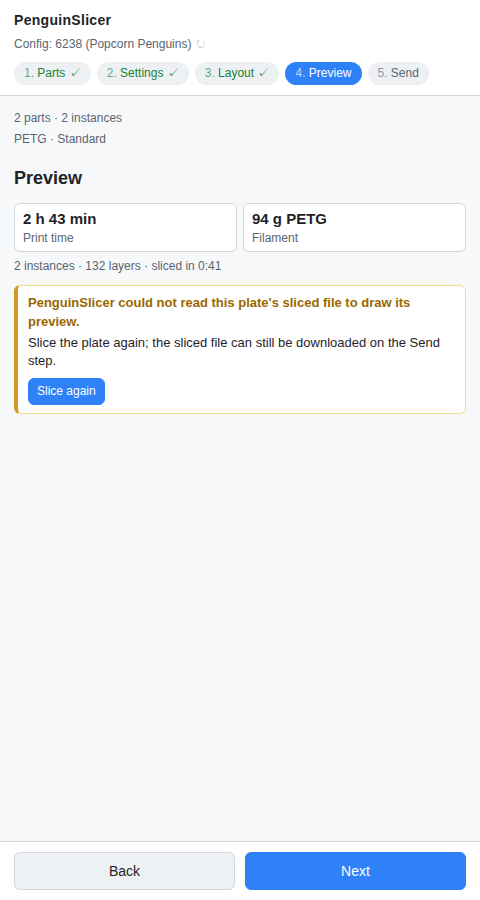 PenguinSlicer
Config: 6238 (Popcorn Penguins) ↻
1. Parts ✓ 2. Settings ✓ 3. Layout ✓ 4. Preview 5. Send
2 parts · 2 instances
PETG · Standard
Preview
2 h 43 min
Print time
94 g PETG
Filament
2 instances · 132 layers · sliced in 0:41
PenguinSlicer could not read this plate's sliced file to draw its
preview.
Slice the plate again; the sliced file can still be downloaded on the Send
step.
Slice again
Back Next